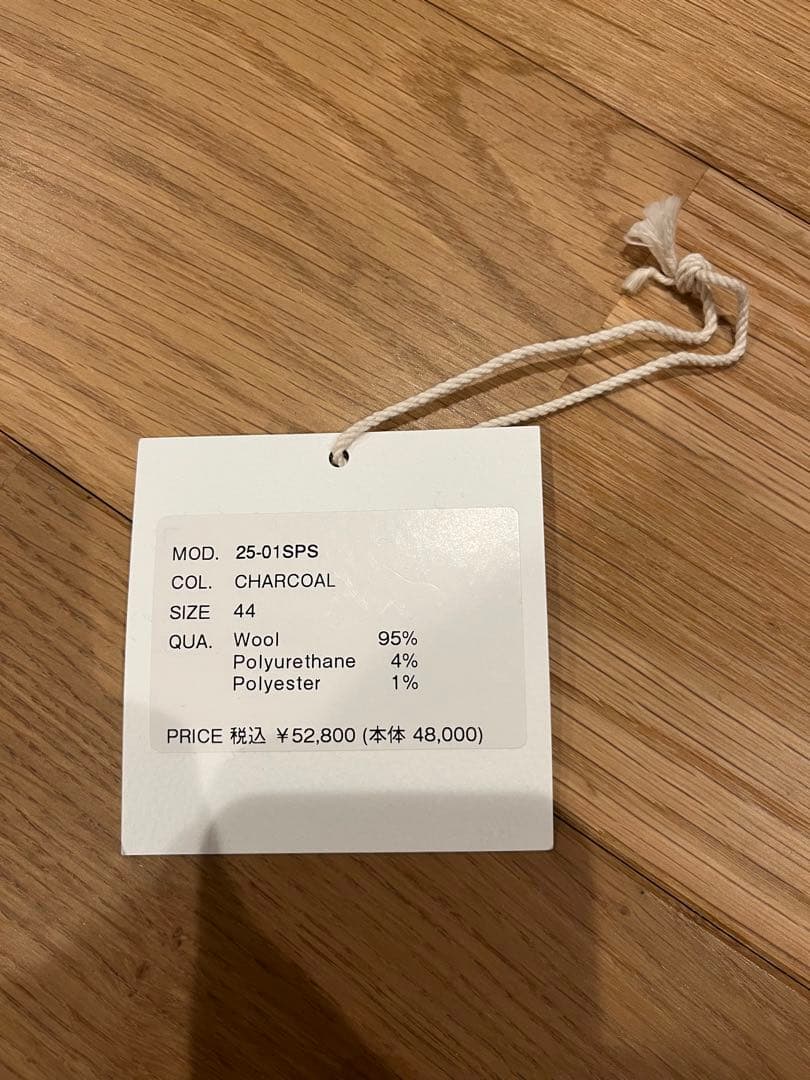 MOD. 25-01SPS
COL. CHARCOAL
SIZE 44
QUA. Wool 95%
Polyurethane 4%
Polyester 1%
PRICE 税込 ¥52,800 (本体 48,000)